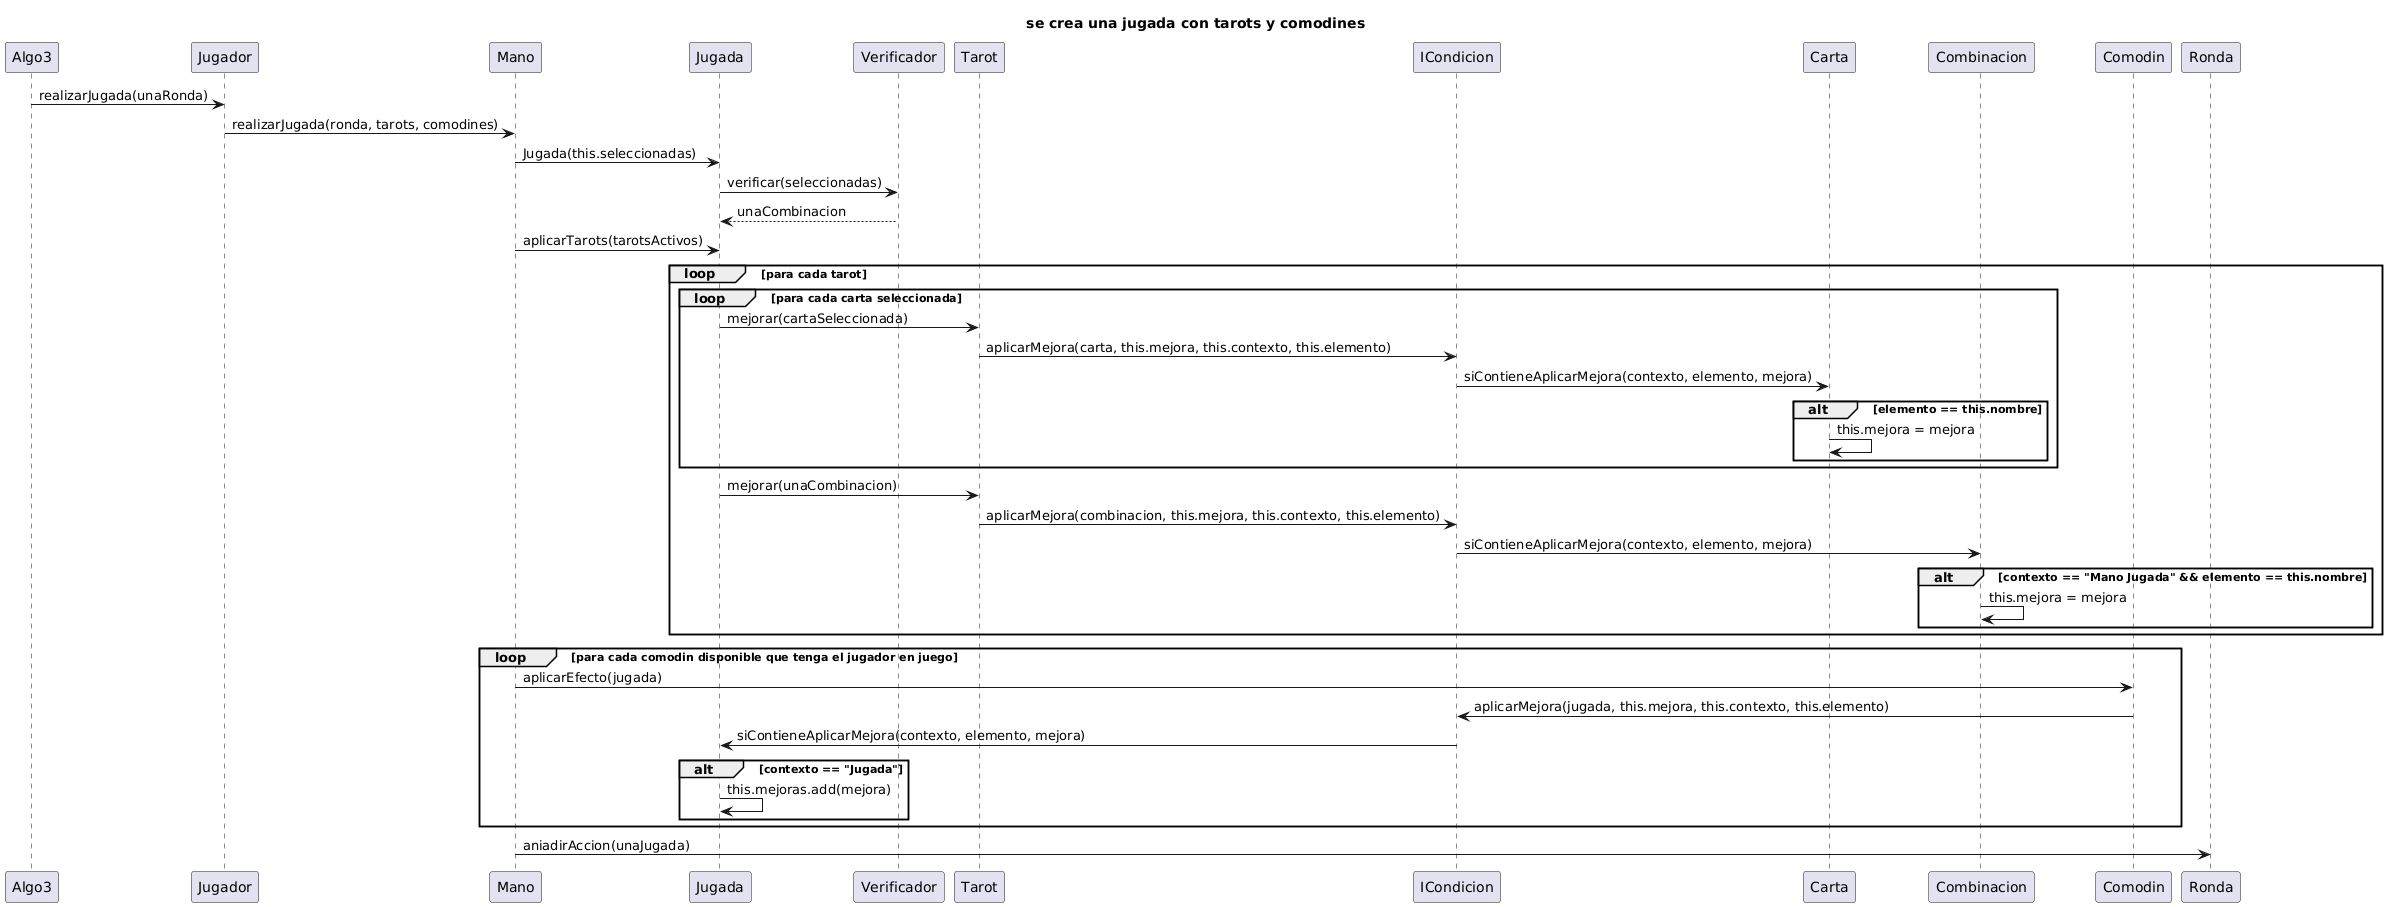 se crea una jugada con tarots y comodines
Algo3 Jugador Mano Jugada Verificador Tarot ICondicion Carta Combinacion Comodin Ronda
realizarJugada(unaRonda)
realizarJugada(ronda, tarots, comodines)
Jugada(this.seleccionadas)
verificar(seleccionadas)
unaCombinacion
aplicarTarots(tarotsActivos)
loop [para cada tarot]
loop [para cada carta seleccionada]
mejorar(cartaSeleccionada)
aplicarMejora(carta, this.mejora, this.contexto, this.elemento)
siContieneAplicarMejora(contexto, elemento, mejora)
alt [elemento == this.nombre]
this.mejora = mejora
mejorar(unaCombinacion)
aplicarMejora(combinacion, this.mejora, this.contexto, this.elemento)
siContieneAplicarMejora(contexto, elemento, mejora)
alt [contexto == "Mano Jugada" && elemento == this.nombre]
this.mejora = mejora
loop [para cada comodin disponible que tenga el jugador en juego]
aplicarEfecto(jugada)
aplicarMejora(jugada, this.mejora, this.contexto, this.elemento)
siContieneAplicarMejora(contexto, elemento, mejora)
alt [contexto == "Jugada"]
this.mejoras.add(mejora)
aniadirAccion(unaJugada)
Algo3 Jugador Mano Jugada Verificador Tarot ICondicion Carta Combinacion Comodin Ronda